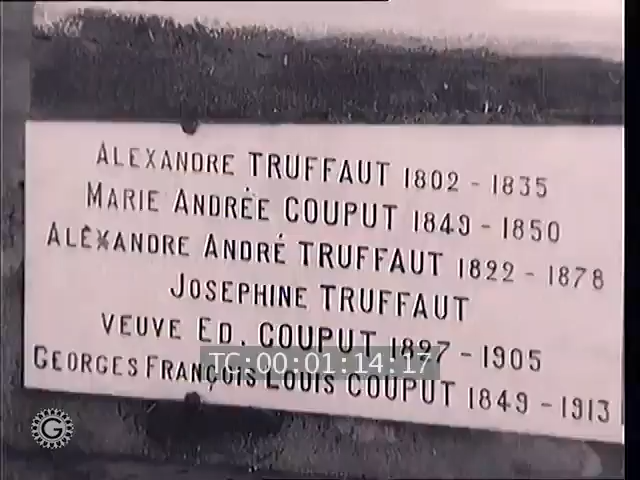 ALEXANDRE TRUFFAUT 1802 - 1835
MARIE ANDRÉE COUPUT 1849 - 1850
ALEXANDRE ANDRÉ TRUFFAUT 1822 - 1878
JOSEPHINE TRUFFAUT
VEUVE ED. COUPUT 1827 - 1905
TC:00:01:14:17
GEORGES FRANÇOIS LOUIS COUPUT 1849 - 1913
G